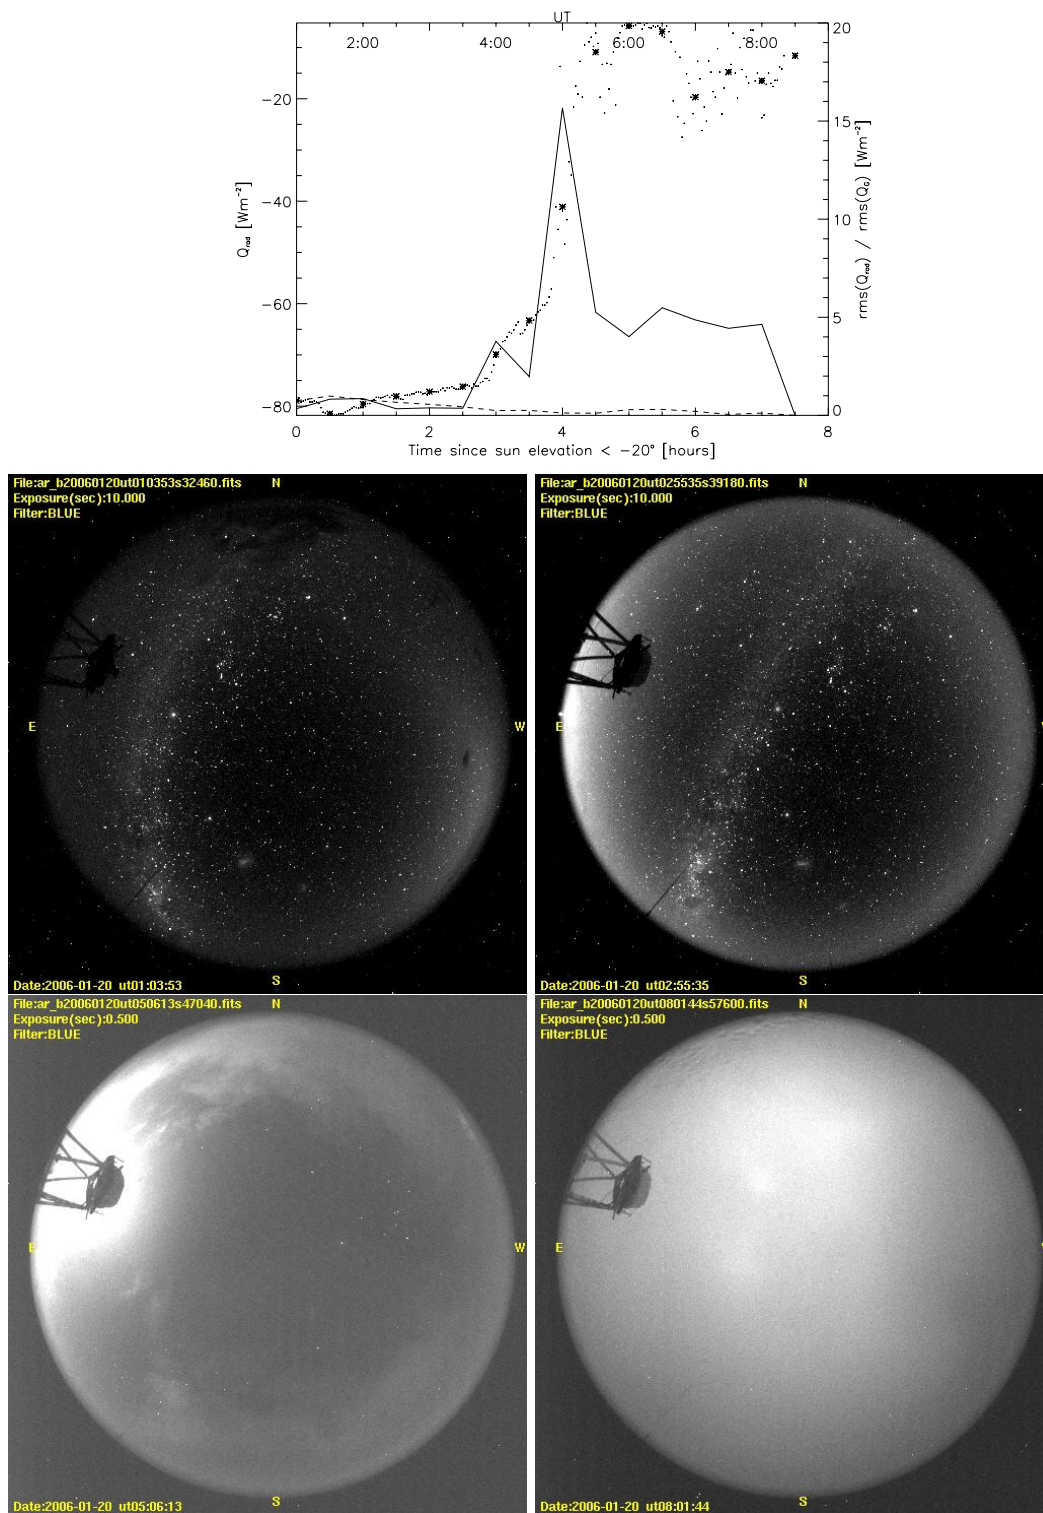 UT
2:00 4:00 6:00 8:00
20
−20
15
−40
10
−60
5
−80
0
0 2 4 6 8
Time since sun elevation < −20° [hours]
Qrad [Wm−2]
rms(Qrad) / rms(QG) [Wm−2]
File:ar_b20060120ut010353s32460.fits N
Exposure(sec):10.000
Filter:BLUE
E W
S
Date:2006-01-20 ut01:03:53
File:ar_b20060120ut025535s39180.fits N
Exposure(sec):10.000
Filter:BLUE
E
S
Date:2006-01-20 ut02:55:35
File:ar_b20060120ut050613s47040.fits N
Exposure(sec):0.500
Filter:BLUE
E W
S
Date:2006-01-20 ut05:06:13
File:ar_b20060120ut080144s57600.fits N
Exposure(sec):0.500
Filter:BLUE
E
S
Date:2006-01-20 ut08:01:44